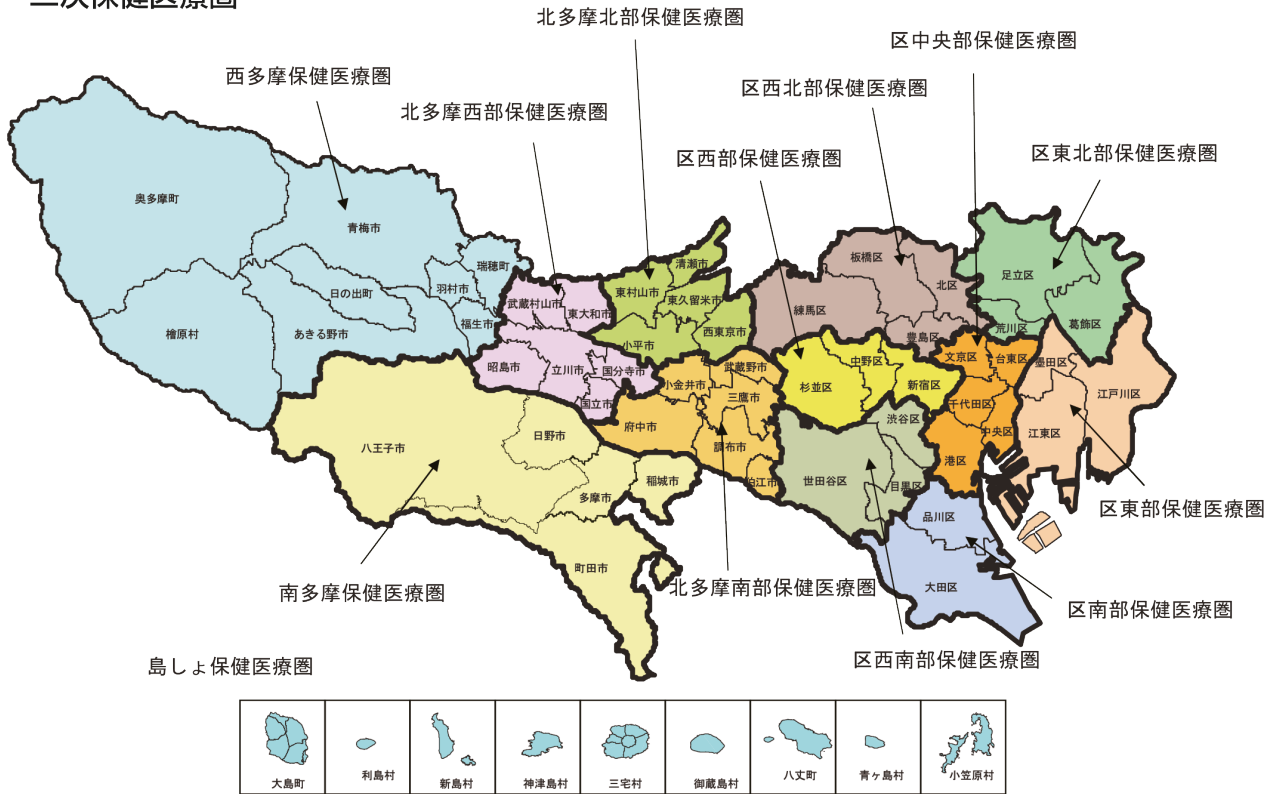 二次保健医療圏
北多摩北部保健医療圏
区中央部保健医療圏
西多摩保健医療圏
区西北部保健医療圏
北多摩西部保健医療圏
区西部保健医療圏
区東北部保健医療圏
奥多摩町
青梅市
瑞穂町
羽村市
日の出町
福生市
檜原村
あきる野市
武蔵村山市
東大和市
昭島市
立川市
国分寺市
国立市
清瀬市
東村山市
東久留米市
小平市
西東京市
板橋区
北区
練馬区
豊島区
足立区
荒川区
葛飾区
武蔵野市
小金井市
三鷹市
府中市
調布市
狛江市
中野区
杉並区
新宿区
文京区
台東区
千代田区
中央区
港区
墨田区
江戸川区
江東区
渋谷区
世田谷区
目黒区
品川区
大田区
八王子市
日野市
稲城市
多摩市
町田市
区東部保健医療圏
南多摩保健医療圏
北多摩南部保健医療圏
区南部保健医療圏
区西南部保健医療圏
島しょ保健医療圏
大島町
利島村
新島村
神津島村
三宅村
御蔵島村
八丈町
青ヶ島村
小笠原村